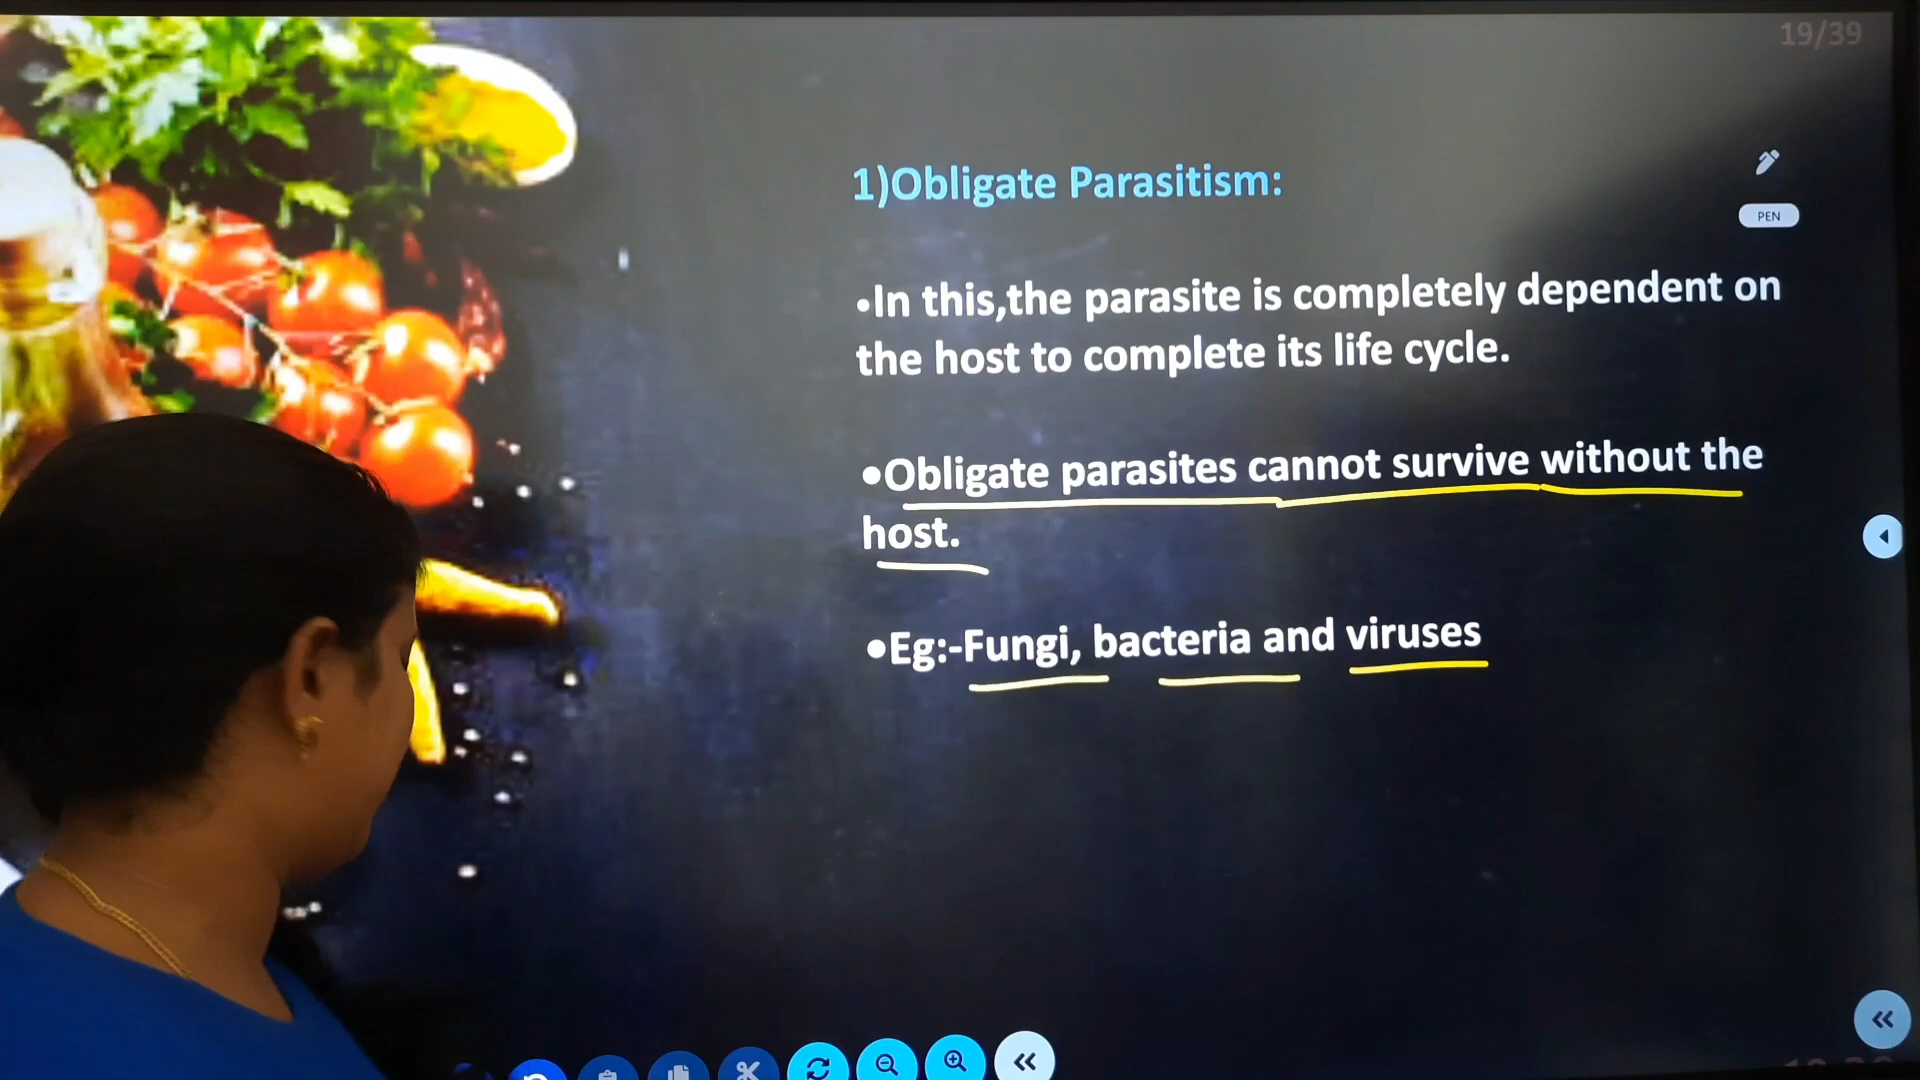 19/39
1)Obligate Parasitism:
PEN
•In this,the parasite is completely dependent on
the host to complete its life cycle.
•Obligate parasites cannot survive without the
host.
•Eg:-Fungi, bacteria and viruses